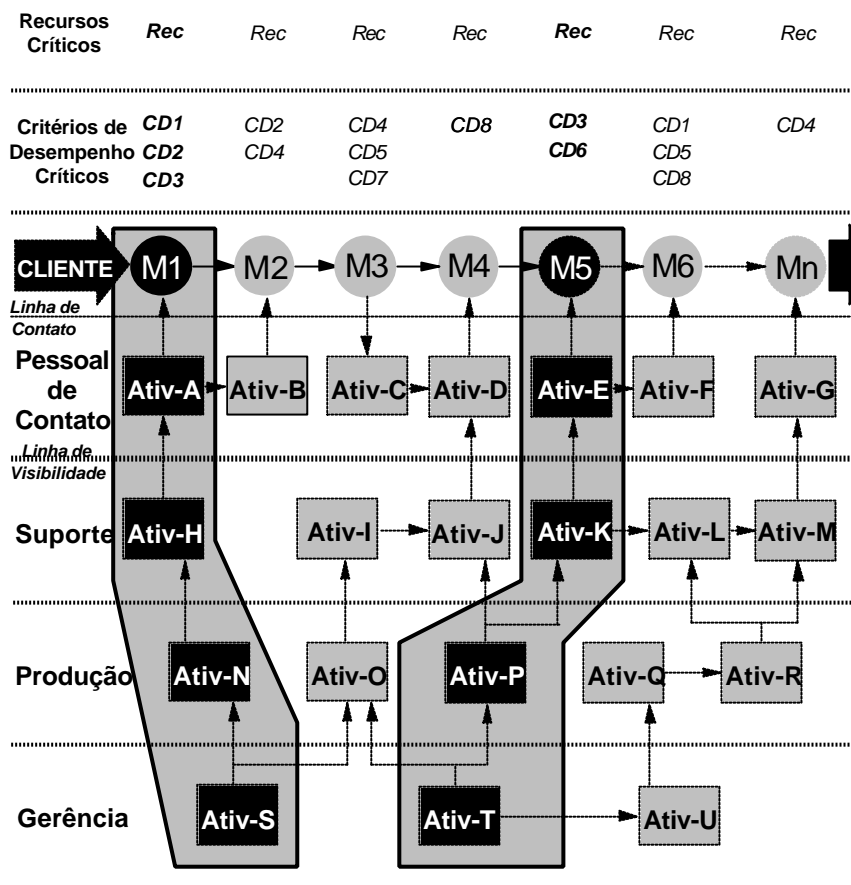 Recursos
Críticos
Rec Rec Rec Rec Rec Rec Rec
Critérios de
Desempenho
Críticos
CD1 CD2 CD4 CD8 CD3 CD1 CD4
CD2 CD4 CD5 CD6 CD5
CD3 CD7 CD8
CLIENTE M1 M2 M3 M4 M5 M6 Mn
Linha de
Contato
Pessoal
de
Contato
Ativ-A Ativ-B Ativ-C Ativ-D Ativ-E Ativ-F Ativ-G
Linha de
Visibilidade
Suporte Ativ-H Ativ-I Ativ-J Ativ-K Ativ-L Ativ-M
Produção Ativ-N Ativ-O Ativ-P Ativ-Q Ativ-R
Gerência Ativ-S Ativ-T Ativ-U